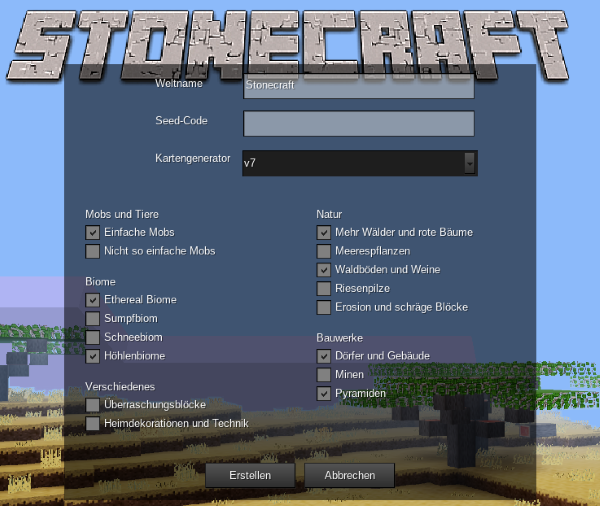 STONECRAFT
Weltname
Stonecraft
Seed-Code
Kartengenerator
v7
Mobs und Tiere
Einfache Mobs
Nicht so einfache Mobs
Biome
Ethereal Biome
Sumpfbiom
Schneebiom
Höhlenbiome
Verschiedenes
Überraschungsblöcke
Heimdekorationen und Technik
Natur
Mehr Wälder und rote Bäume
Meerespflanzen
Waldböden und Weine
Riesenpilze
Erosion und schräge Blöcke
Bauwerke
Dörfer und Gebäude
Minen
Pyramiden
Erstellen
Abbrechen